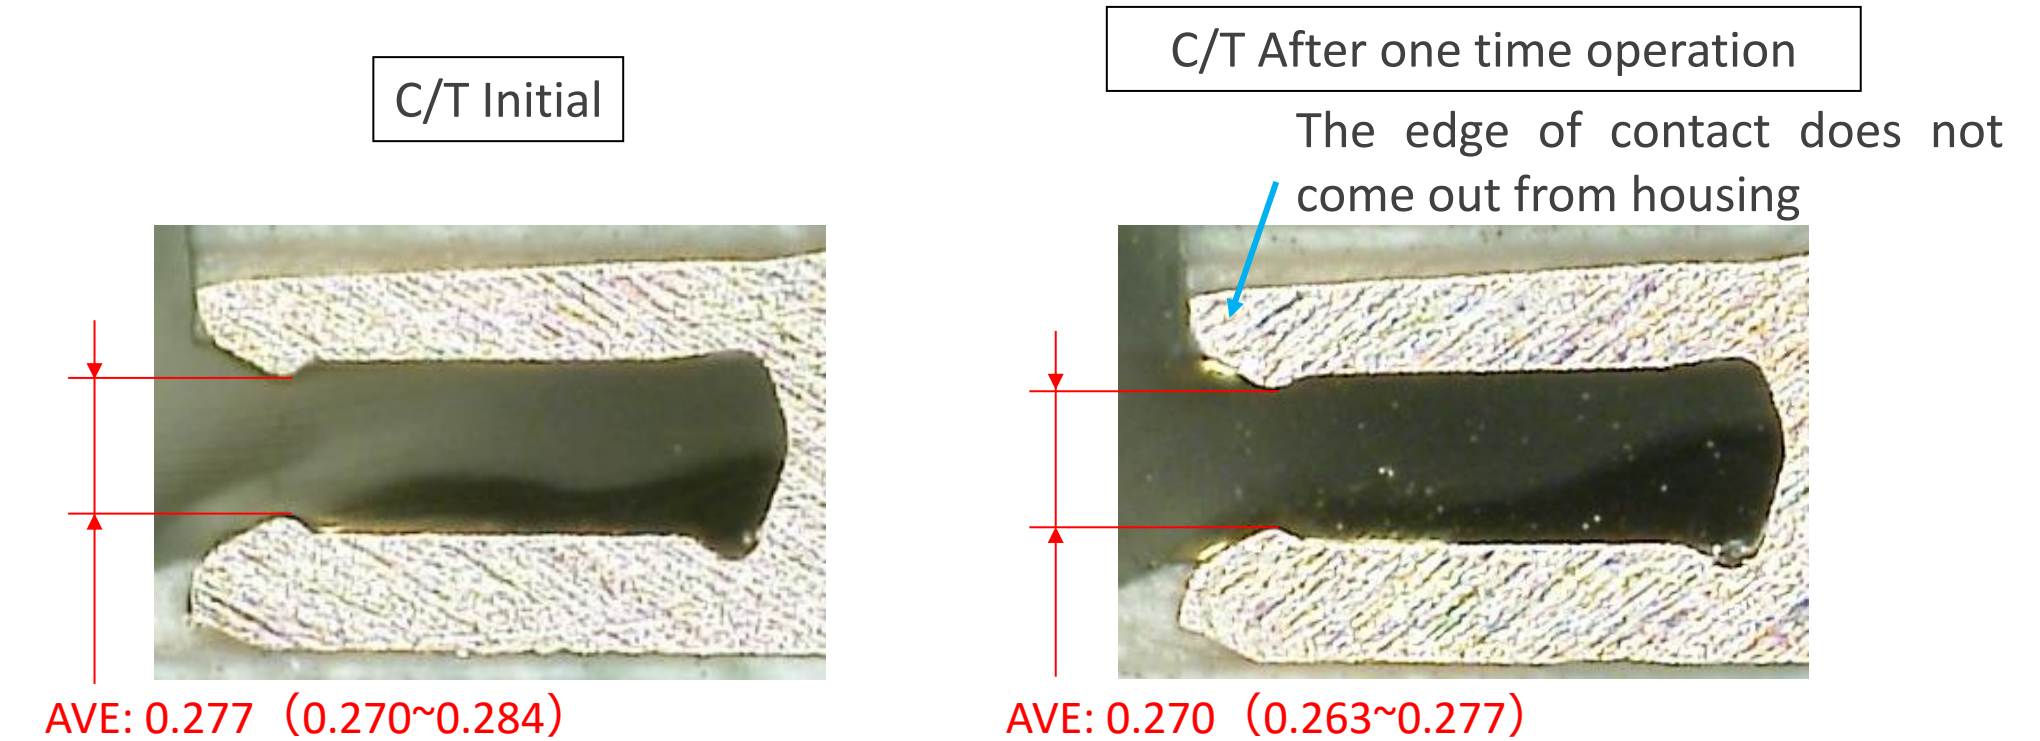 C/T Initial
C/T After one time operation
The edge of contact does not
come out from housing
AVE: 0.277（0.270~0.284）
AVE: 0.270（0.263~0.277）